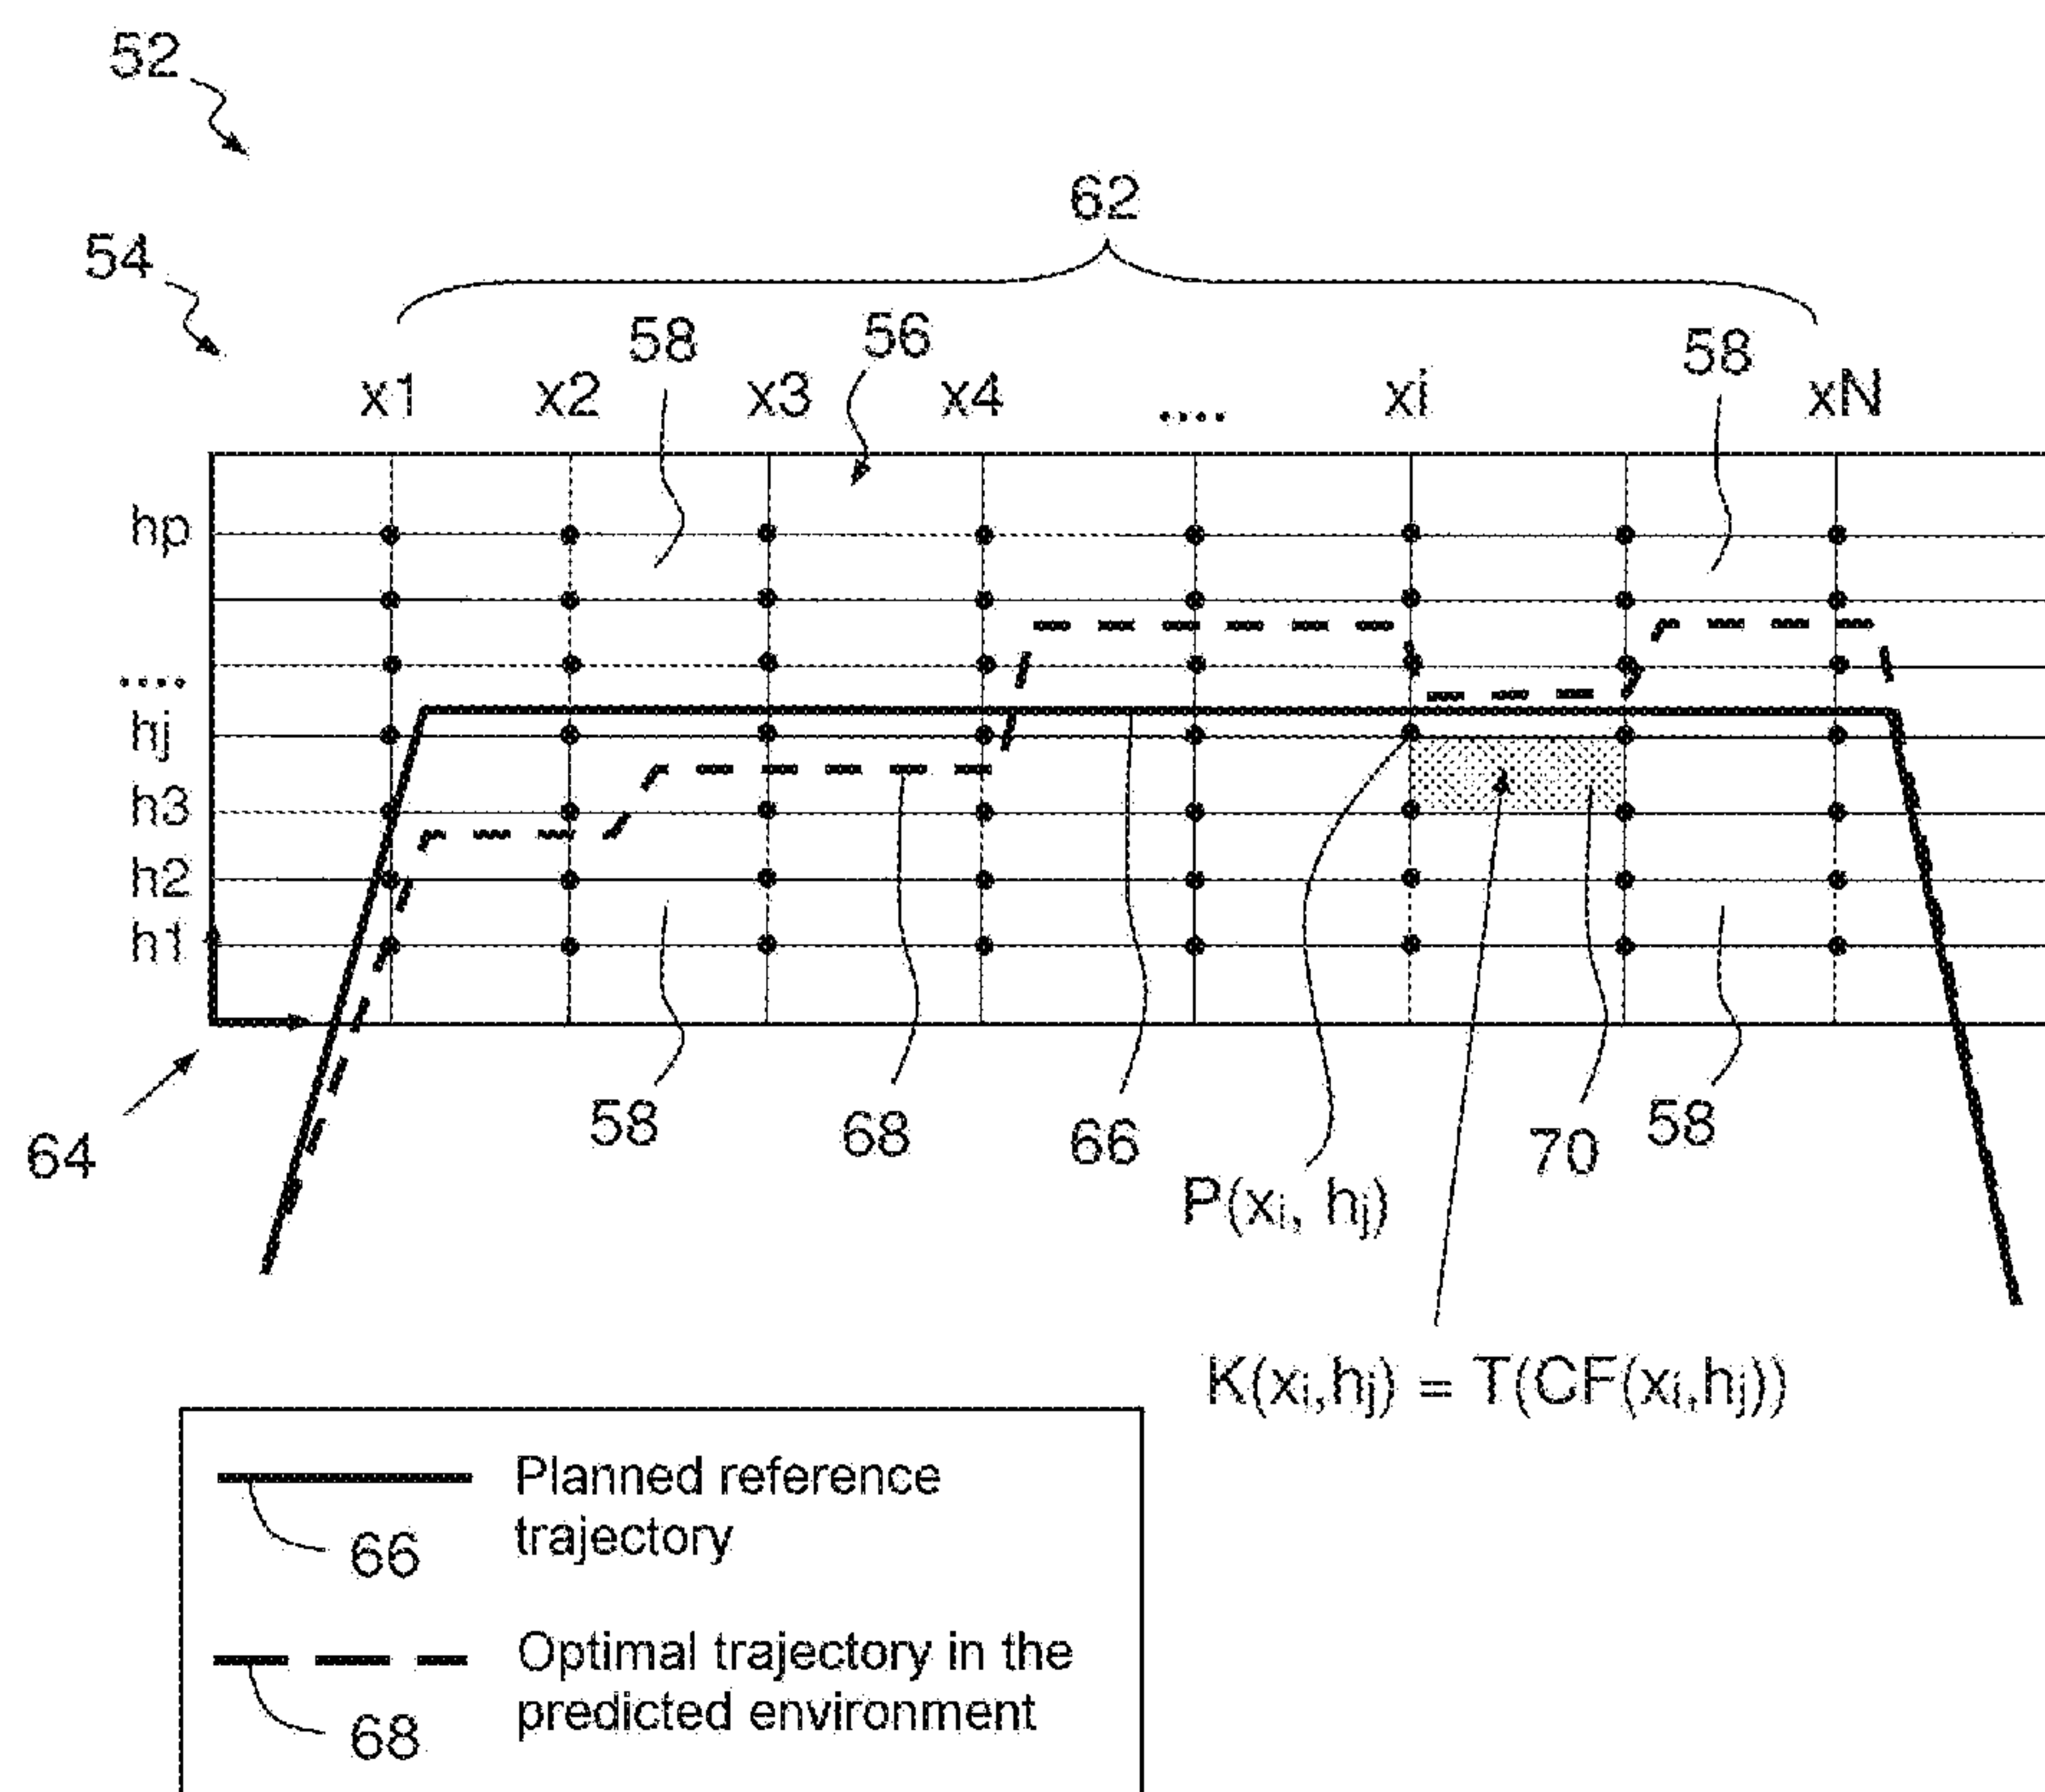 52
62
54
58
56
58
x1 x2 x3 x4 .... xi xN
hp
....
hj
h3
h2
h1
64
58
68
66
70
58
P(xi, hj)
K(xi,hj) = T(CF(xi,hj))
Planned reference
trajectory
66
Optimal trajectory in the
predicted environment
68